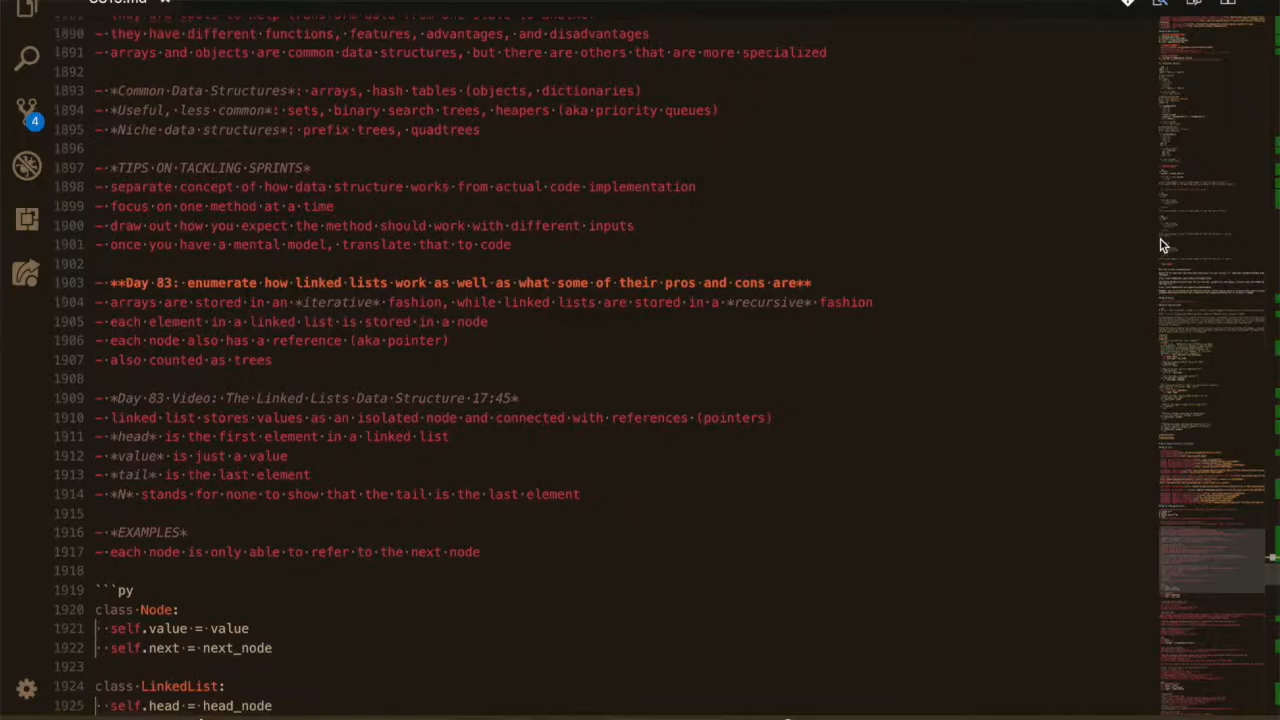 1890 - they have different functions, features, advantages, and disadvantages
1891 - arrays and objects are common data structures, but there are others that are more specialized
1892
1893 - *Common Data Structures*: arrays, hash tables (objects, dictionaries)
1894 - *Useful, less common*: sets, binary search trees, heapers (aka priority queues)
1895 - *Niche data structures*: prefix trees, quadtrees
1896
1897 - *TIPS ON TACKLING SPRINTS*
1898 - separate concept of how data structure works from actual code implementation
1899 - focus on one method at a time
1900 - draw out how you expect the method should work with different inputs
1901 - once you have a mental model, translate that to code
1902
1903 - **Day 83: enumerate how linked lists work as well as what some of their pros and cons are**
1904 - arrays are stored in an *iterative* fashion, while linked lists are stored in a *recursive* fashion
1905 - each element in a linked list is stored in a node
1906 - each node also has a reference (aka pointer)
1907 - also counted as trees
1908
1909 - *Day 83 Video: The Linked Lists Data Structure 17:45*
1910 - linked list stores values as an isolated node and connected with references (pointers)
1911 - *head* is the first element in a linked list
1912 - *value* is just a value
1913 - *tail* is the last element
1914 - *N* stands for none to show that the tail is the last element
1915
1916 - *EXAMPLES*
1917 - each node is only able to refer to the next node
1918
1919 ```py
1920 class Node:
1921 self.value = value
1922 self.next = next_node
1923
1924 class LinkedList:
1925 self.head = head_node
4